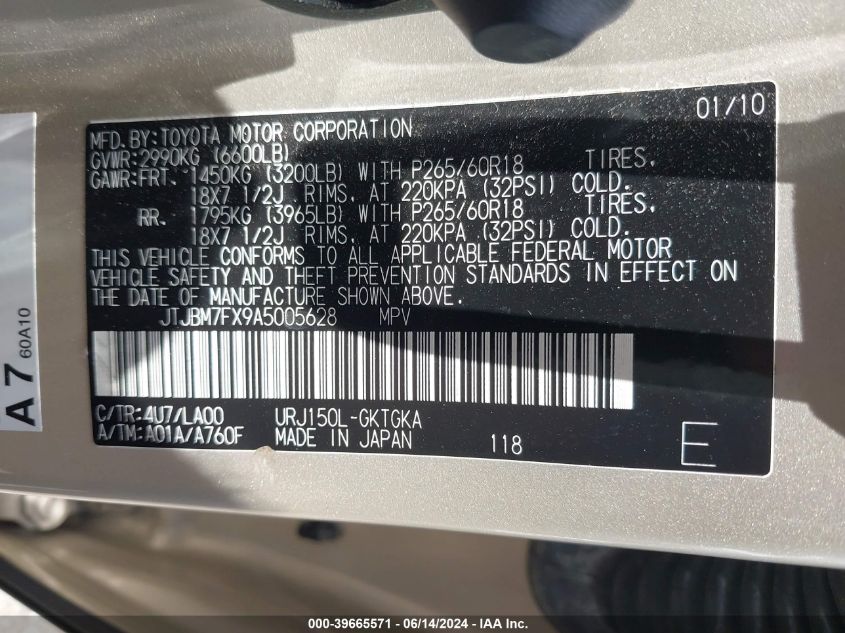 01/10
MFD. BY: TOYOTA MOTOR CORPORATION
GVWR: 2990KG (6600LB)
GAWR: FRT. 1450KG (3200LB) WITH P265/60R18 TIRES,
18X7 1/2J RIMS, AT 220KPA (32PSI) COLD.
RR. 1795KG (3965LB) WITH P265/60R18 TIRES,
18X7 1/2J RIMS, AT 220KPA (32PSI) COLD.
THIS VEHICLE CONFORMS TO ALL APPLICABLE FEDERAL MOTOR
VEHICLE SAFETY AND THEFT PREVENTION STANDARDS IN EFFECT ON
THE DATE OF MANUFACTURE SHOWN ABOVE.
JTJBM7FX9A5005628 MPV
C/TR: 4U7/LA00 URJ150L-GKTGKA
A/TM: A01A/A760F MADE IN JAPAN 118 E
A7
60A10
000-39665571 - 06/14/2024 - IAA Inc.